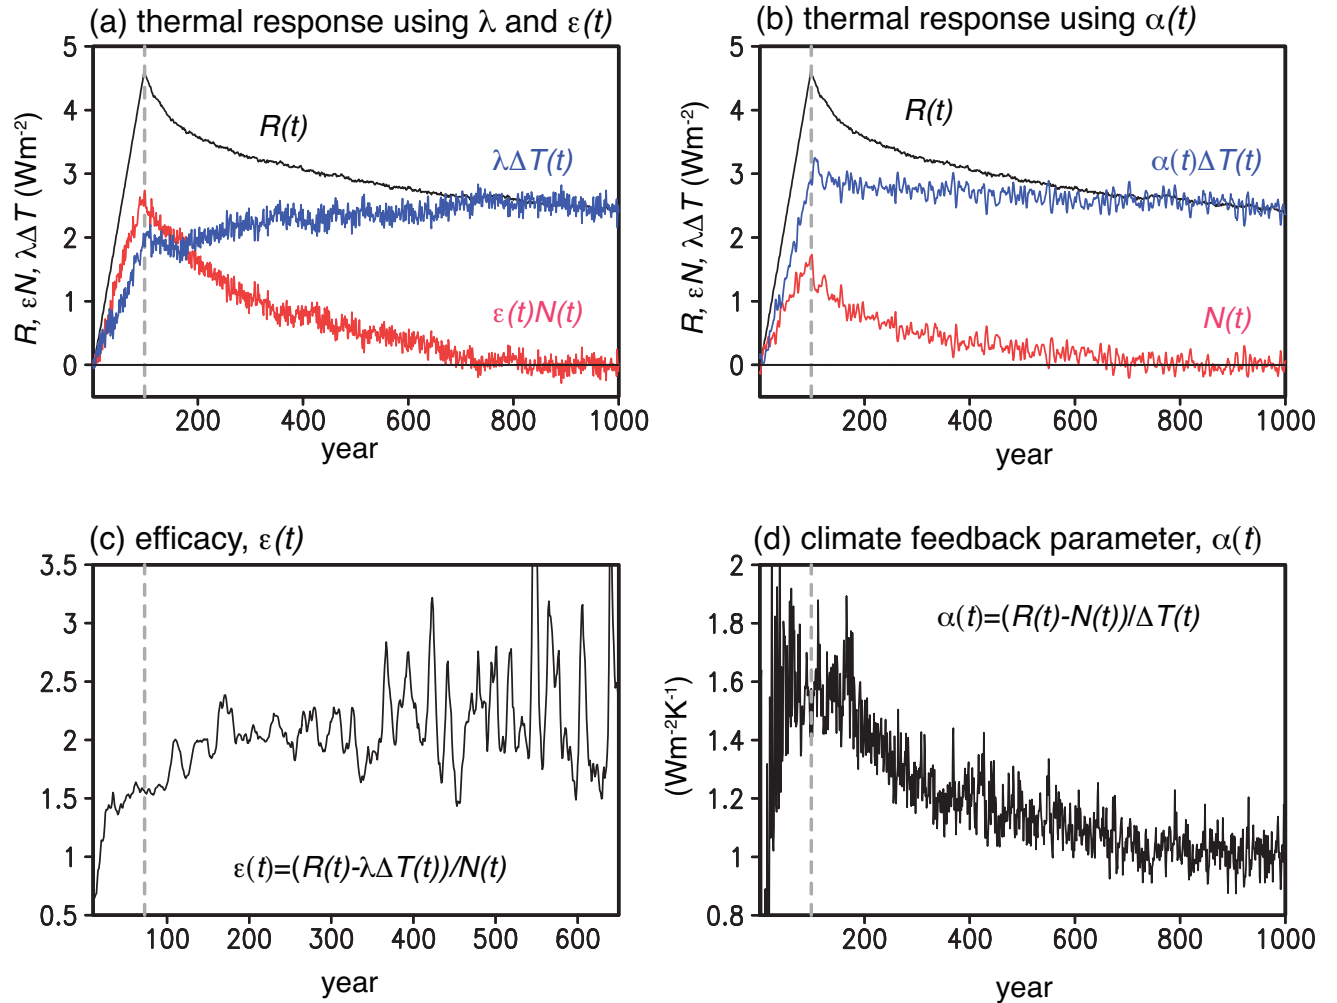 (a) thermal response using λ and ε(t)
5
4
3
2
1
0
R, εN, λΔT (Wm⁻²)
R(t)
λΔT(t)
ε(t)N(t)
200 400 600 800 1000
year
(b) thermal response using α(t)
5
4
3
2
1
0
R, εN, λΔT (Wm⁻²)
R(t)
α(t)ΔT(t)
N(t)
200 400 600 800 1000
year
(c) efficacy, ε(t)
3.5
3
2.5
2
1.5
1
0.5
ε(t)=(R(t)-λΔT(t))/N(t)
100 200 300 400 500 600
year
(d) climate feedback parameter, α(t)
2
1.8
1.6
1.4
1.2
1
0.8
(Wm⁻²K⁻¹)
α(t)=(R(t)-N(t))/ΔT(t)
200 400 600 800 1000
year